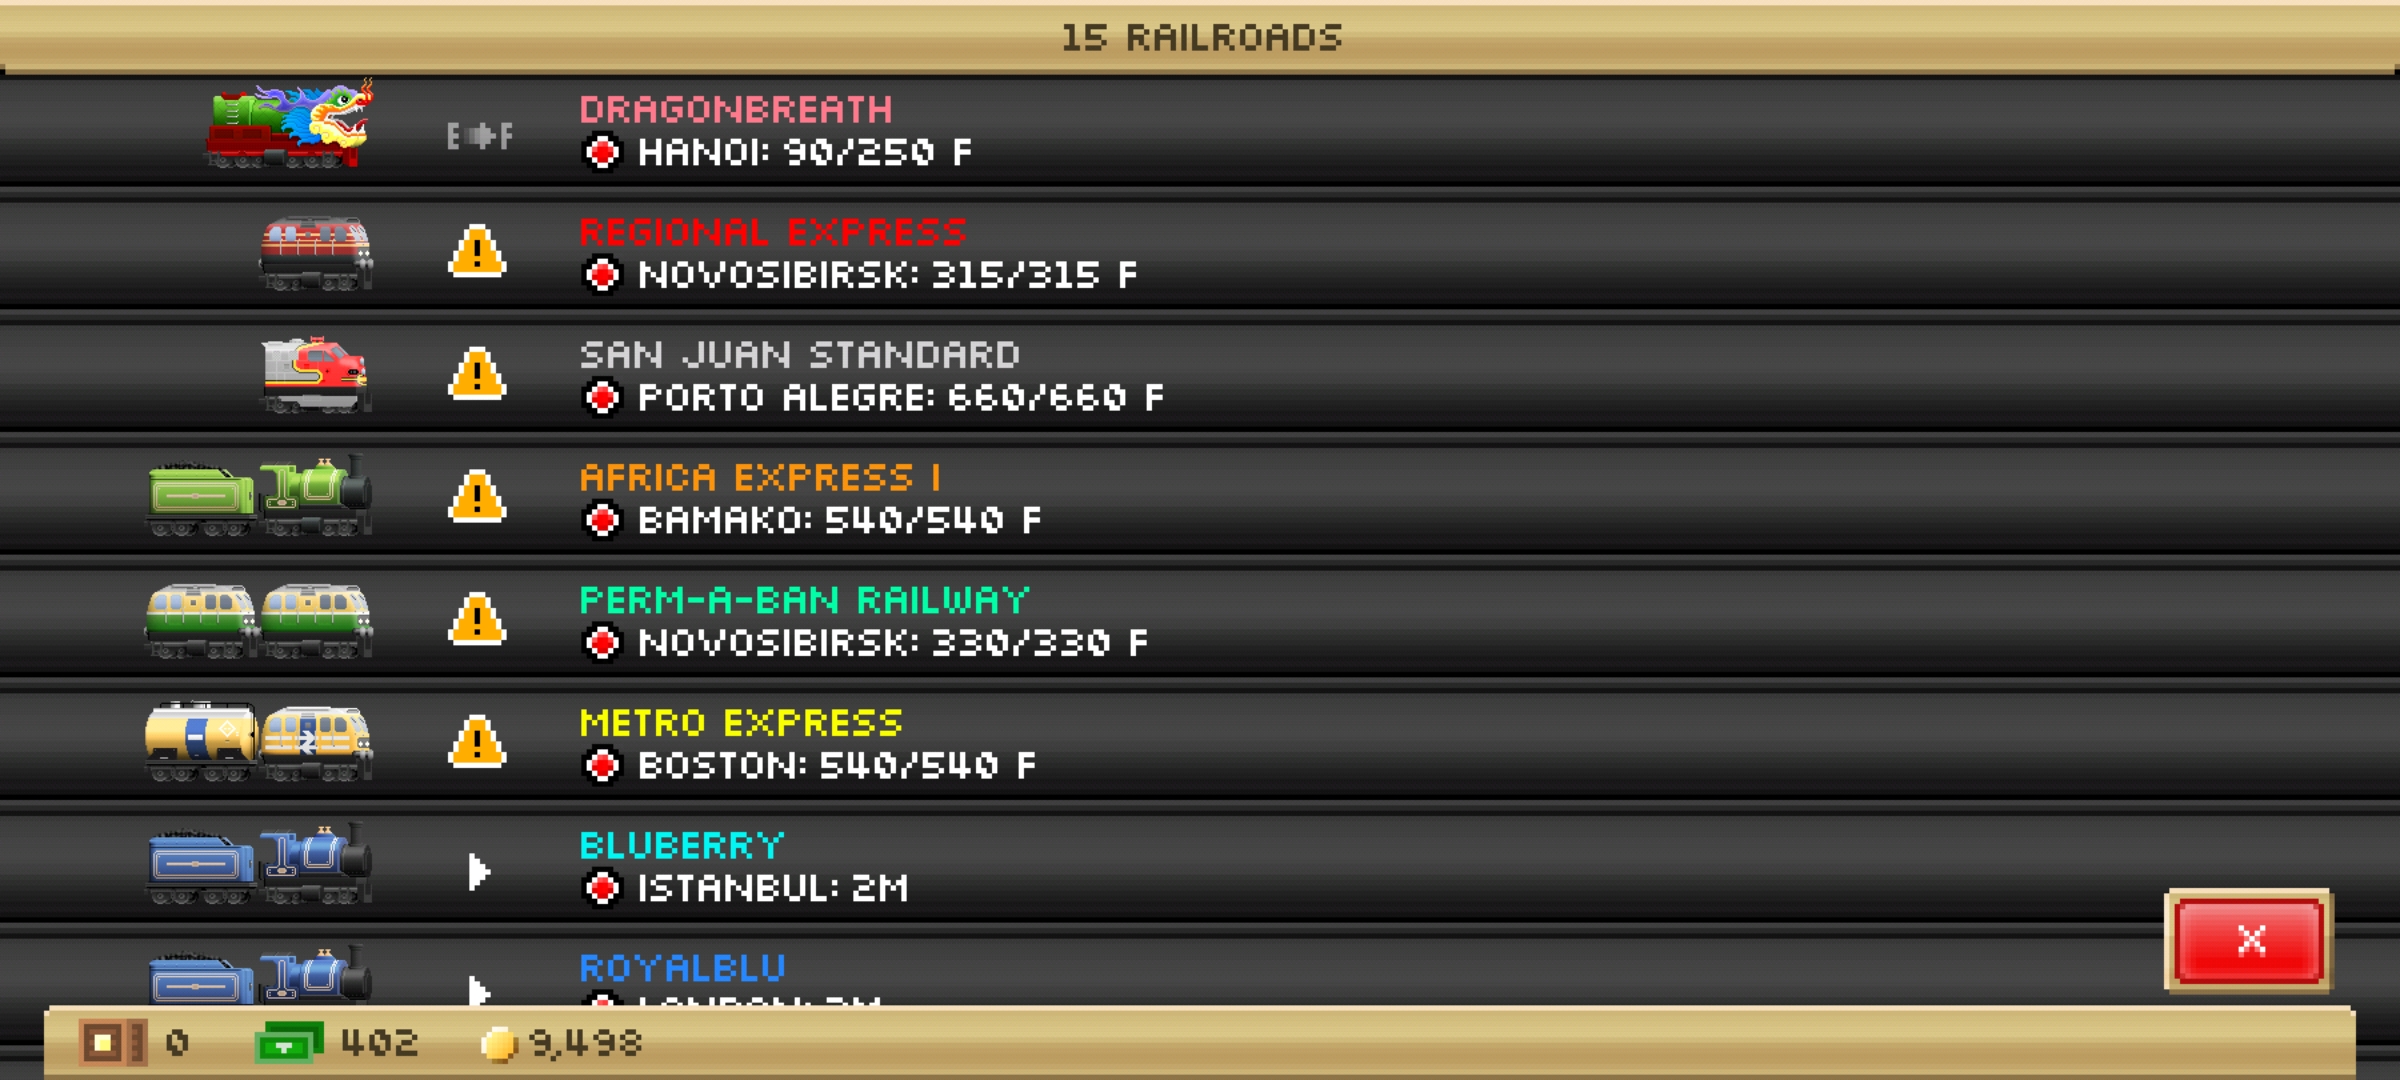 15 RAILROADS
DRAGONBREATH
E F
HANOI: 90/250 F
REGIONAL EXPRESS
NOVOSIBIRSK: 315/315 F
SAN JUAN STANDARD
PORTO ALEGRE: 660/660 F
AFRICA EXPRESS I
BAMAKO: 540/540 F
PERM-A-BAN RAILWAY
NOVOSIBIRSK: 330/330 F
METRO EXPRESS
BOSTON: 540/540 F
BLUBERRY
ISTANBUL: 2M
X
ROYALBLU
0 402 9,498